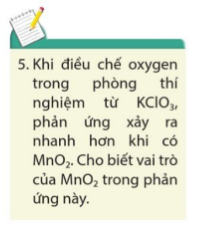 5. Khi điều chế oxygen
trong phòng thí
nghiệm từ KClO₃,
phản ứng xảy ra
nhanh hơn khi có
MnO₂. Cho biết vai trò
của MnO₂ trong phản
ứng này.